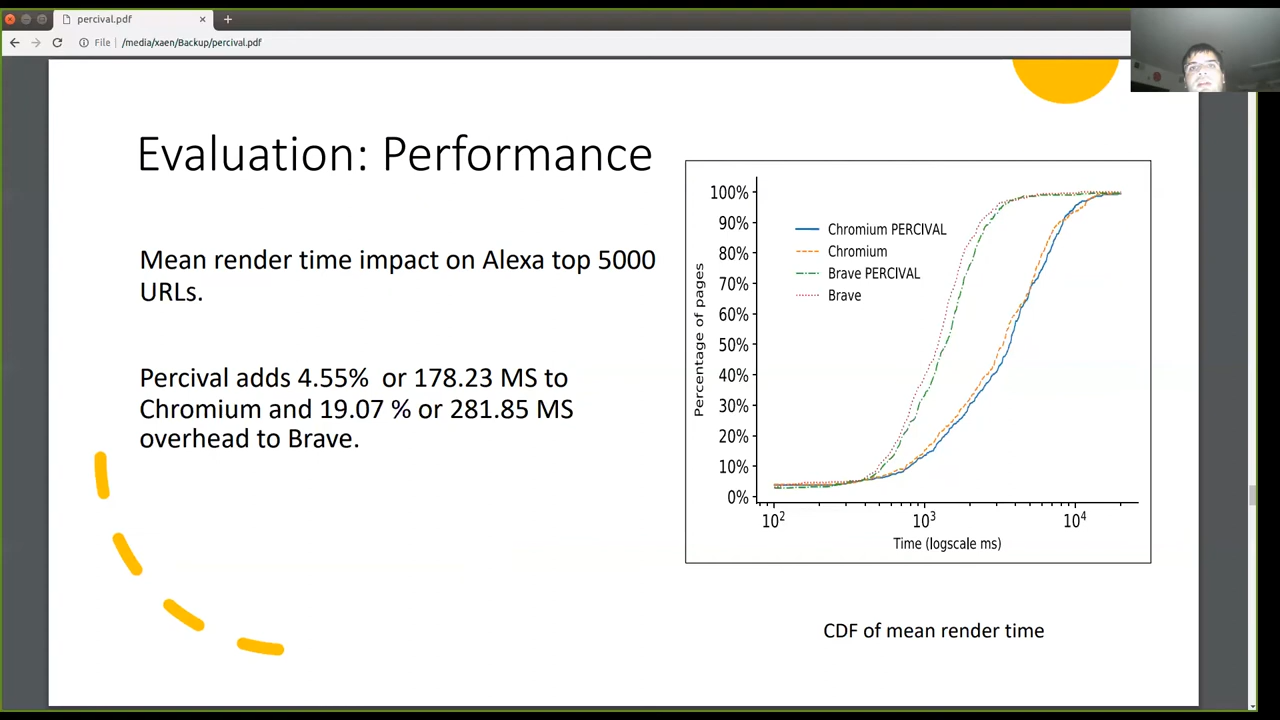 percival.pdf
File | /media/xaen/Backup/percival.pdf
Evaluation: Performance
Mean render time impact on Alexa top 5000
URLs.
Percival adds 4.55% or 178.23 MS to
Chromium and 19.07 % or 281.85 MS
overhead to Brave.
100%
90%
80%
70%
60%
50%
40%
30%
20%
10%
0%
Percentage of pages
Chromium PERCIVAL
Chromium
Brave PERCIVAL
Brave
10² 10³ 10⁴
Time (logscale ms)
CDF of mean render time